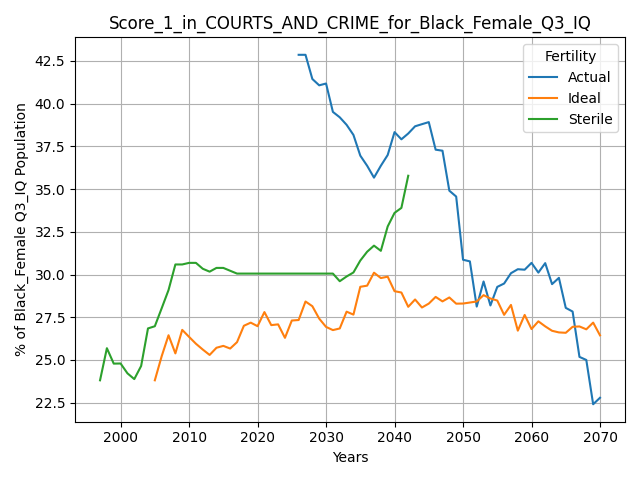 Score_1_in_COURTS_AND_CRIME_for_Black_Female_Q3_IQ
Fertility
Actual
Ideal
Sterile
% of Black_Female Q3_IQ Population
42.5
40.0
37.5
35.0
32.5
30.0
27.5
25.0
22.5
2000 2010 2020 2030 2040 2050 2060 2070
Years